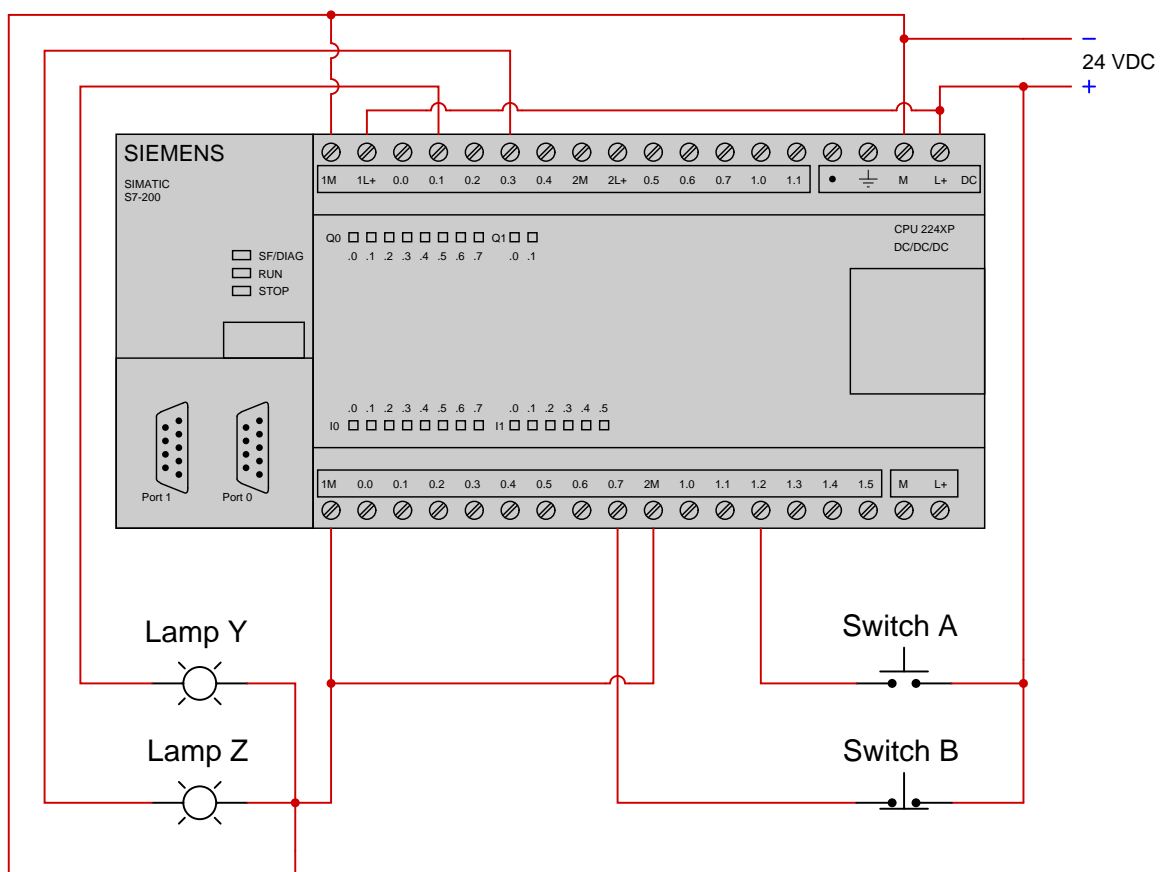 −
24 VDC
+
SIEMENS
SIMATIC
S7-200
1M 1L+ 0.0 0.1 0.2 0.3 0.4 2M 2L+ 0.5 0.6 0.7 1.0 1.1 M L+ DC
Q0 Q1
.0 .1 .2 .3 .4 .5 .6 .7 .0 .1
CPU 224XP
DC/DC/DC
SF/DIAG
RUN
STOP
.0 .1 .2 .3 .4 .5 .6 .7 .0 .1 .2 .3 .4 .5
I0 I1
Port 1 Port 0
1M 0.0 0.1 0.2 0.3 0.4 0.5 0.6 0.7 2M 1.0 1.1 1.2 1.3 1.4 1.5 M L+
Lamp Y
Switch A
Lamp Z
Switch B